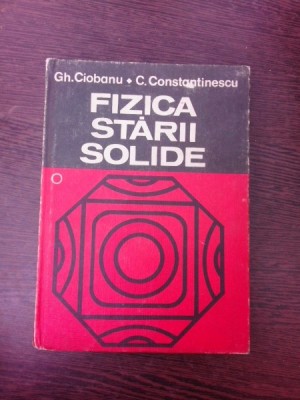 Gh. Ciobanu ♦ C. Constantinescu
FIZICA
STĂRII
SOLIDE